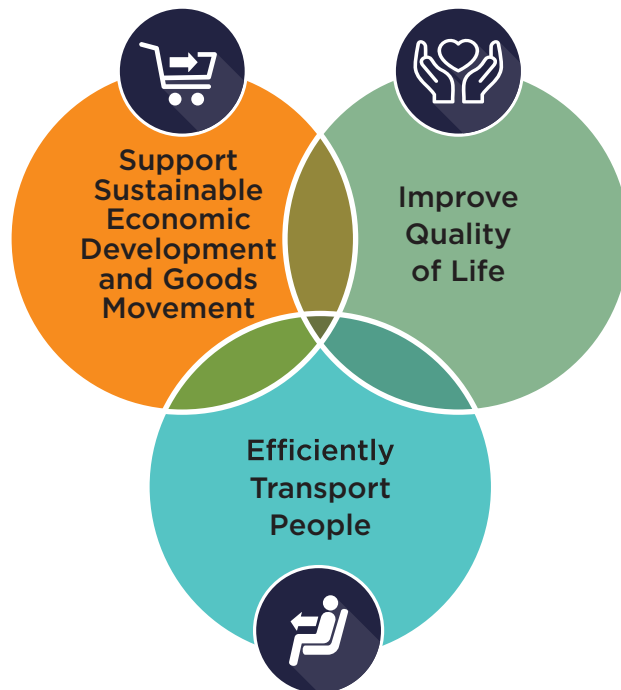 Support
Sustainable
Economic
Development
and Goods
Movement
Improve
Quality
of Life
Efficiently
Transport
People